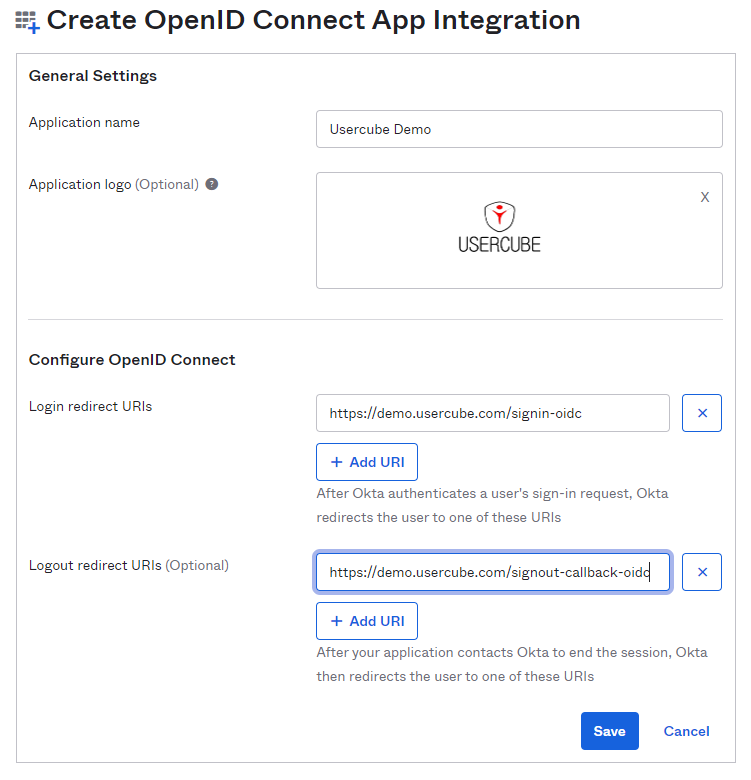 Create OpenID Connect App Integration
General Settings
Application name
Usercube Demo
Application logo (Optional) ?
X
USERCUBE
Configure OpenID Connect
Login redirect URIs
https://demo.usercube.com/signin-oidc
×
+ Add URI
After Okta authenticates a user's sign-in request, Okta
redirects the user to one of these URIs
Logout redirect URIs (Optional)
https://demo.usercube.com/signout-callback-oidc
×
+ Add URI
After your application contacts Okta to end the session, Okta
then redirects the user to one of these URIs
Save
Cancel